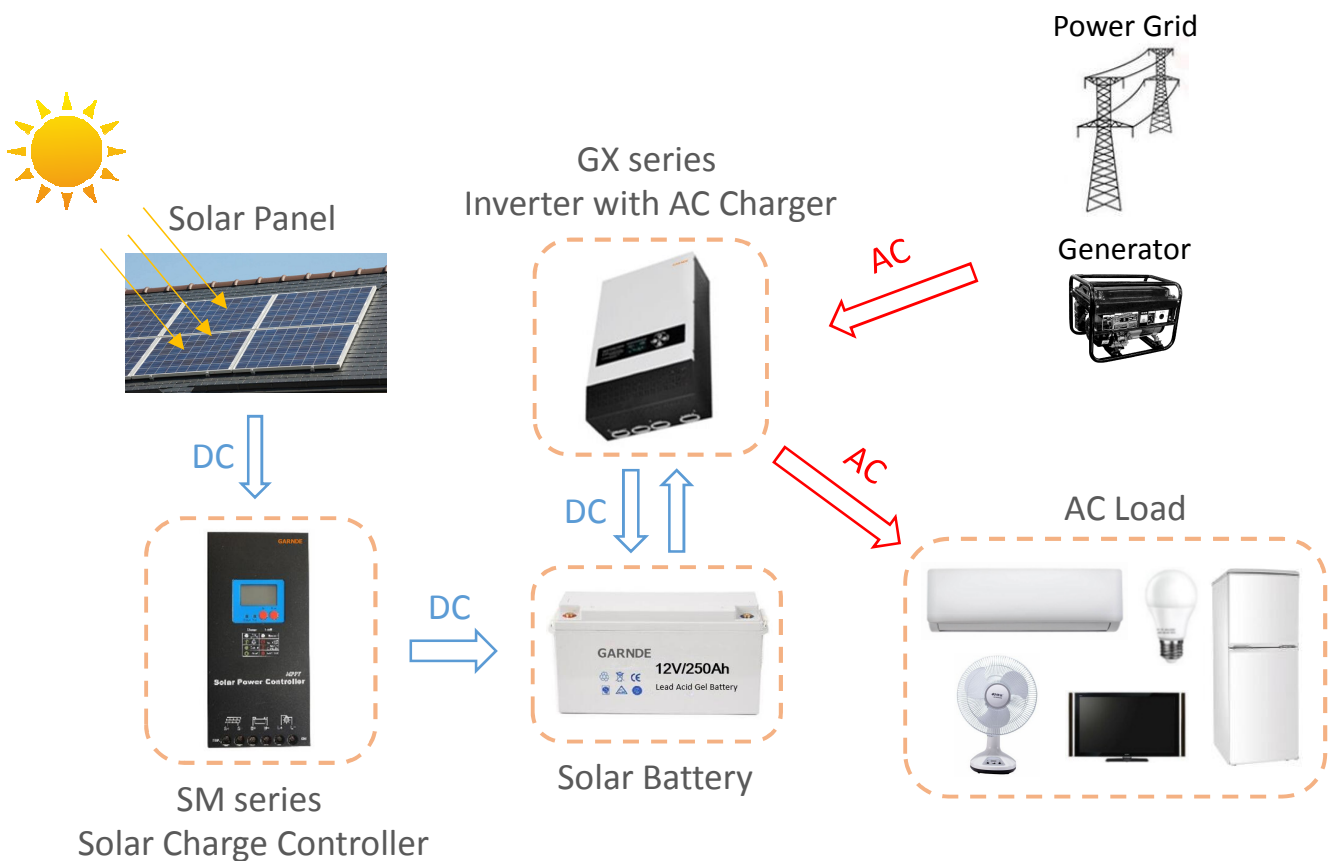 Power Grid
GX series
Inverter with AC Charger
Solar Panel
AC
Generator
DC
AC
DC
AC Load
GARNDE
DC
MPPT
Solar Power Controller
GARNDE
12V/250Ah
Lead Acid Gel Battery
Solar Battery
SM series
Solar Charge Controller